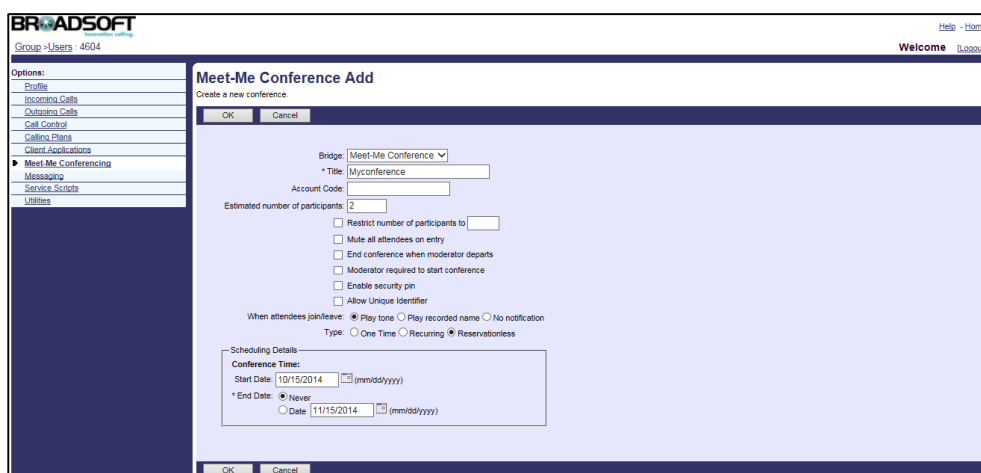 BROADSOFT
innovation calling.
Help - Hom
Group >Users : 4604
Welcome [Logou
Options:
Profile
Incoming Calls
Outgoing Calls
Call Control
Calling Plans
Client Applications
Meet-Me Conferencing
Messaging
Service Scripts
Utilities
Meet-Me Conference Add
Create a new conference.
OK Cancel
Bridge: Meet-Me Conference
* Title: Myconference
Account Code:
Estimated number of participants: 2
Restrict number of participants to
Mute all attendees on entry
End conference when moderator departs
Moderator required to start conference
Enable security pin
Allow Unique Identifier
When attendees join/leave: Play tone Play recorded name No notification
Type: One Time Recurring Reservationless
Scheduling Details
Conference Time:
Start Date: 10/15/2014 (mm/dd/yyyy)
* End Date: Never
Date 11/15/2014 (mm/dd/yyyy)
OK Cancel